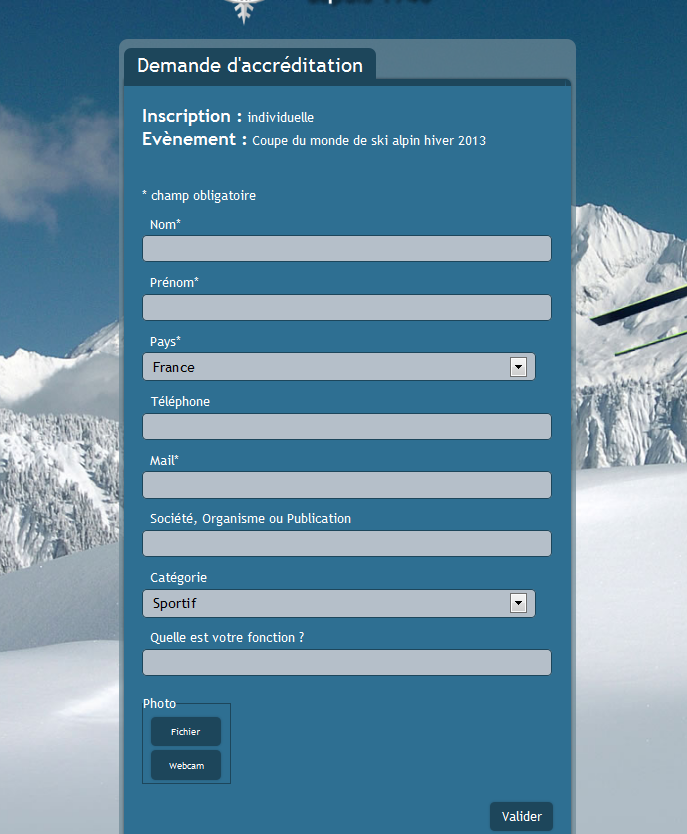 Demande d'accréditation
Inscription : individuelle
Evènement : Coupe du monde de ski alpin hiver 2013
* champ obligatoire
Nom*
Prénom*
Pays*
France
Téléphone
Mail*
Société, Organisme ou Publication
Catégorie
Sportif
Quelle est votre fonction ?
Photo
Fichier
Webcam
Valider